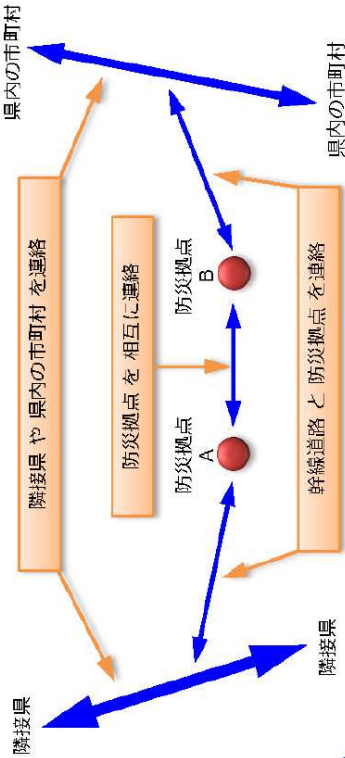 隣接県 や 県内の市町村 を連絡
県内の市町村
隣接県
防災拠点 を 相互に連絡
防災拠点
A
防災拠点
B
隣接県
幹線道路 と 防災拠点 を連絡
県内の市町村